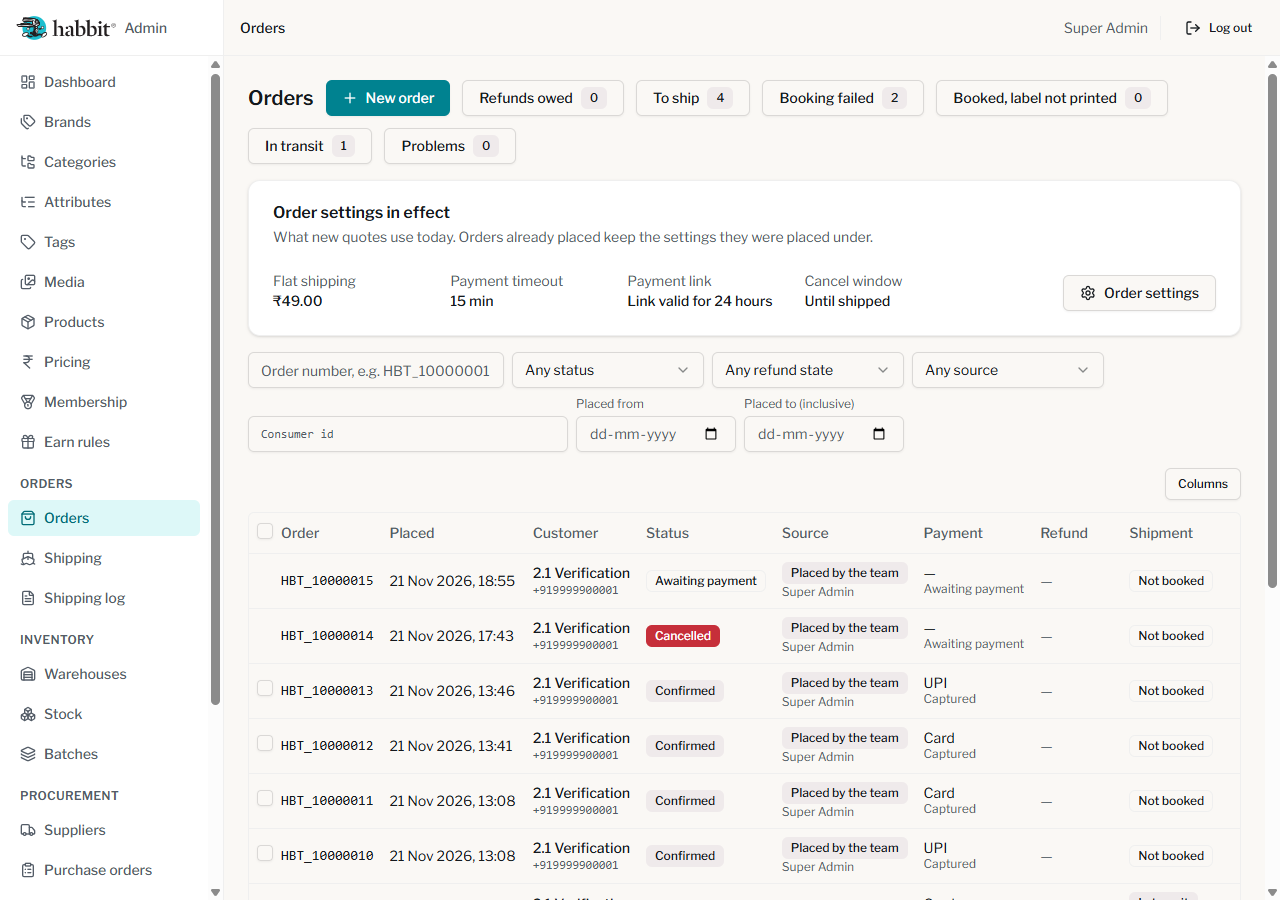 habbit® Admin
Orders
Super Admin
Log out
Dashboard
Brands
Categories
Attributes
Tags
Media
Products
Pricing
Membership
Earn rules
ORDERS
Orders
Shipping
Shipping log
INVENTORY
Warehouses
Stock
Batches
PROCUREMENT
Suppliers
Purchase orders
Orders
New order
Refunds owed 0
To ship 4
Booking failed 2
Booked, label not printed 0
In transit 1
Problems 0
Order settings in effect
What new quotes use today. Orders already placed keep the settings they were placed under.
Flat shipping
₹49.00
Payment timeout
15 min
Payment link
Link valid for 24 hours
Cancel window
Until shipped
Order settings
Order number, e.g. HBT_10000001
Any status
Any refund state
Any source
Consumer id
Placed from
dd-mm-yyyy
Placed to (inclusive)
dd-mm-yyyy
Columns
Order Placed Customer Status Source Payment Refund Shipment
HBT_10000015 21 Nov 2026, 18:55 2.1 Verification Awaiting payment Placed by the team — — Not booked
+919999900001 Super Admin Awaiting payment
HBT_10000014 21 Nov 2026, 17:43 2.1 Verification Cancelled Placed by the team — — Not booked
+919999900001 Super Admin Awaiting payment
HBT_10000013 21 Nov 2026, 13:46 2.1 Verification Confirmed Placed by the team UPI — Not booked
+919999900001 Super Admin Captured
HBT_10000012 21 Nov 2026, 13:41 2.1 Verification Confirmed Placed by the team Card — Not booked
+919999900001 Super Admin Captured
HBT_10000011 21 Nov 2026, 13:08 2.1 Verification Confirmed Placed by the team Card — Not booked
+919999900001 Super Admin Captured
HBT_10000010 21 Nov 2026, 13:08 2.1 Verification Confirmed Placed by the team UPI — Not booked
+919999900001 Super Admin Captured